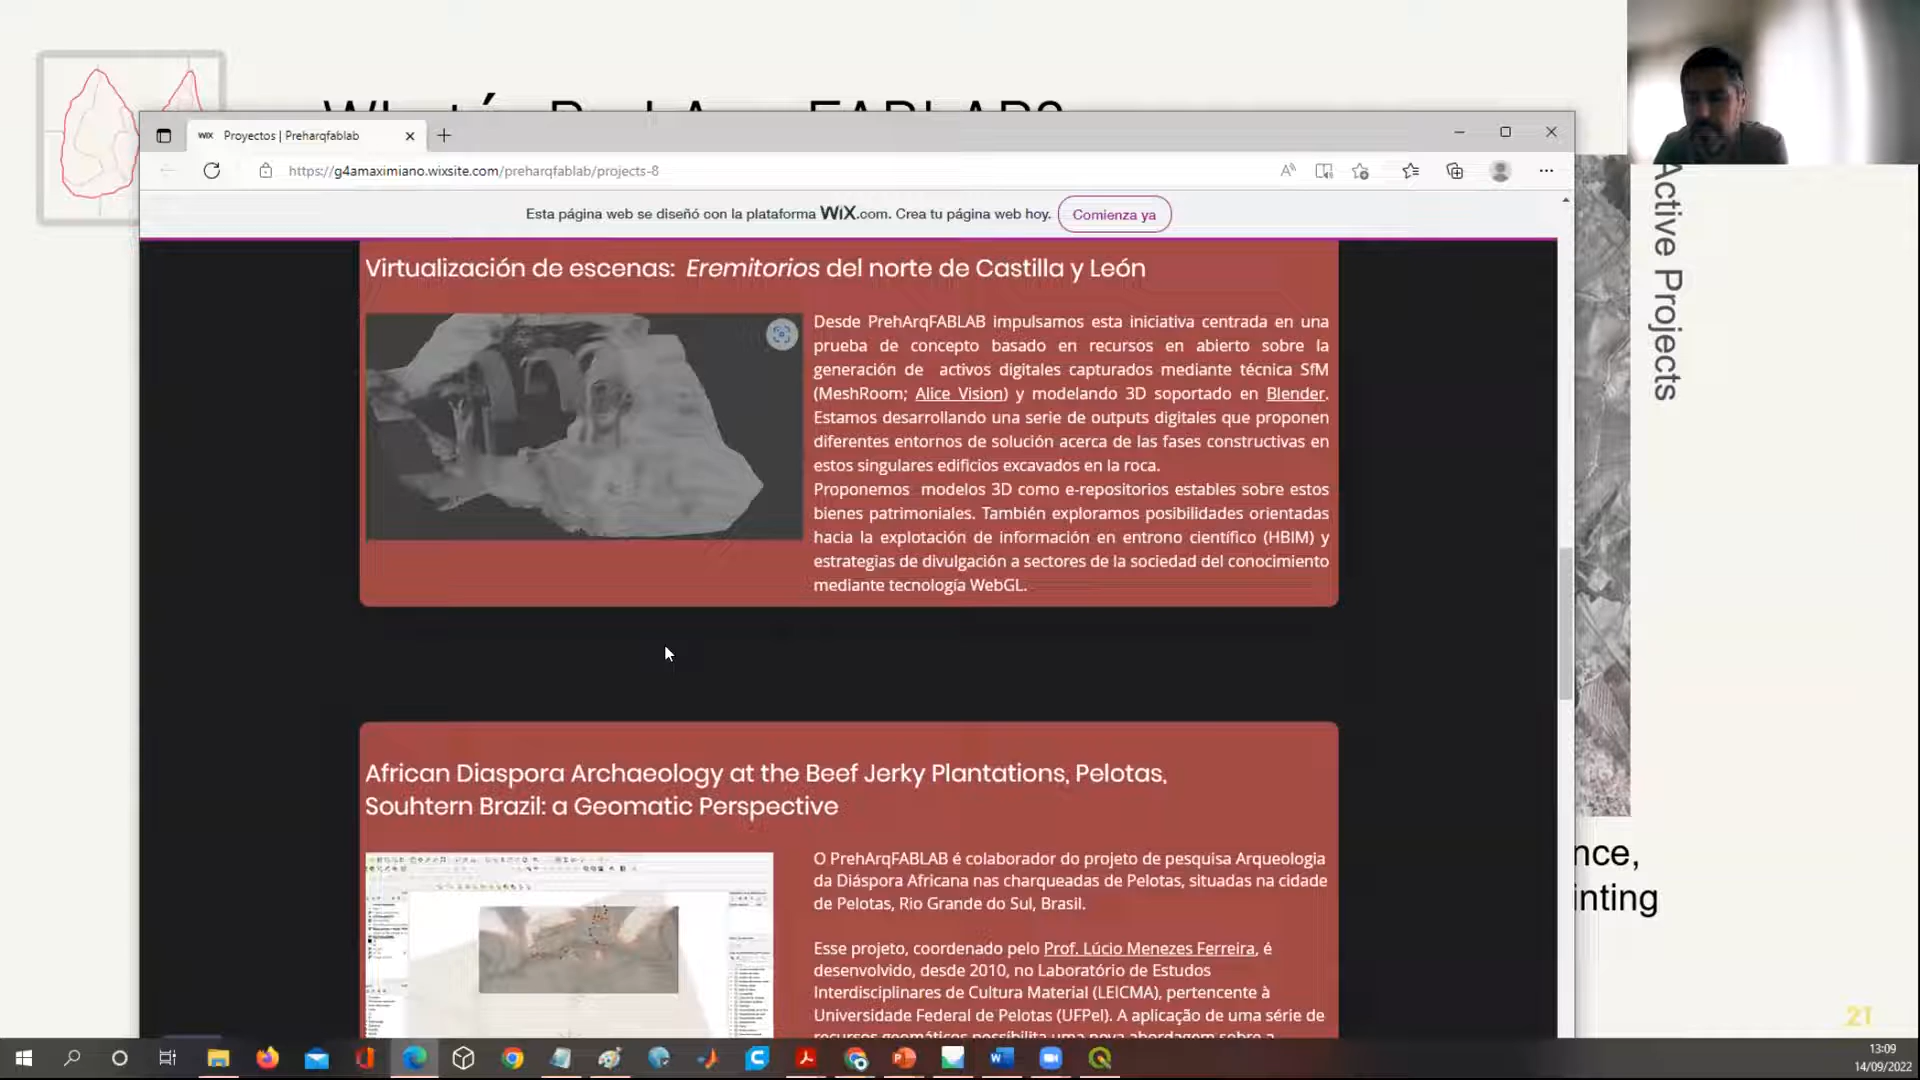 Proyectos | Preharqfablab
https://g4amaximiano.wixsite.com/preharqfablab/projects-8
Esta página web se diseñó con la plataforma WiX.com. Crea tu página web hoy.
Comienza ya
Virtualización de escenas: Eremitorios del norte de Castilla y León
Desde PrehArqFABLAB impulsamos esta iniciativa centrada en una
prueba de concepto basado en recursos en abierto sobre la
generación de activos digitales capturados mediante técnica SfM
(MeshRoom; Alice Vision) y modelando 3D soportado en Blender.
Estamos desarrollando una serie de outputs digitales que proponen
diferentes entornos de solución acerca de las fases constructivas en
estos singulares edificios excavados en la roca.
Proponemos modelos 3D como e-repositorios estables sobre estos
bienes patrimoniales. También exploramos posibilidades orientadas
hacia la explotación de información en entrono científico (HBIM) y
estrategias de divulgación a sectores de la sociedad del conocimiento
mediante tecnología WebGL.
African Diaspora Archaeology at the Beef Jerky Plantations, Pelotas,
Souhtern Brazil: a Geomatic Perspective
O PrehArqFABLAB é colaborador do projeto de pesquisa Arqueologia
da Diáspora Africana nas charqueadas de Pelotas, situadas na cidade
de Pelotas, Rio Grande do Sul, Brasil.
Esse projeto, coordenado pelo Prof. Lúcio Menezes Ferreira, é
desenvolvido, desde 2010, no Laboratório de Estudos
Interdisciplinares de Cultura Material (LEICMA), pertencente à
Universidade Federal de Pelotas (UFPel). A aplicação de uma série de
recursos geomáticos possibilita uma nova abordagem sobre a
Active Projects
nce,
inting
21
13:09
14/09/2022